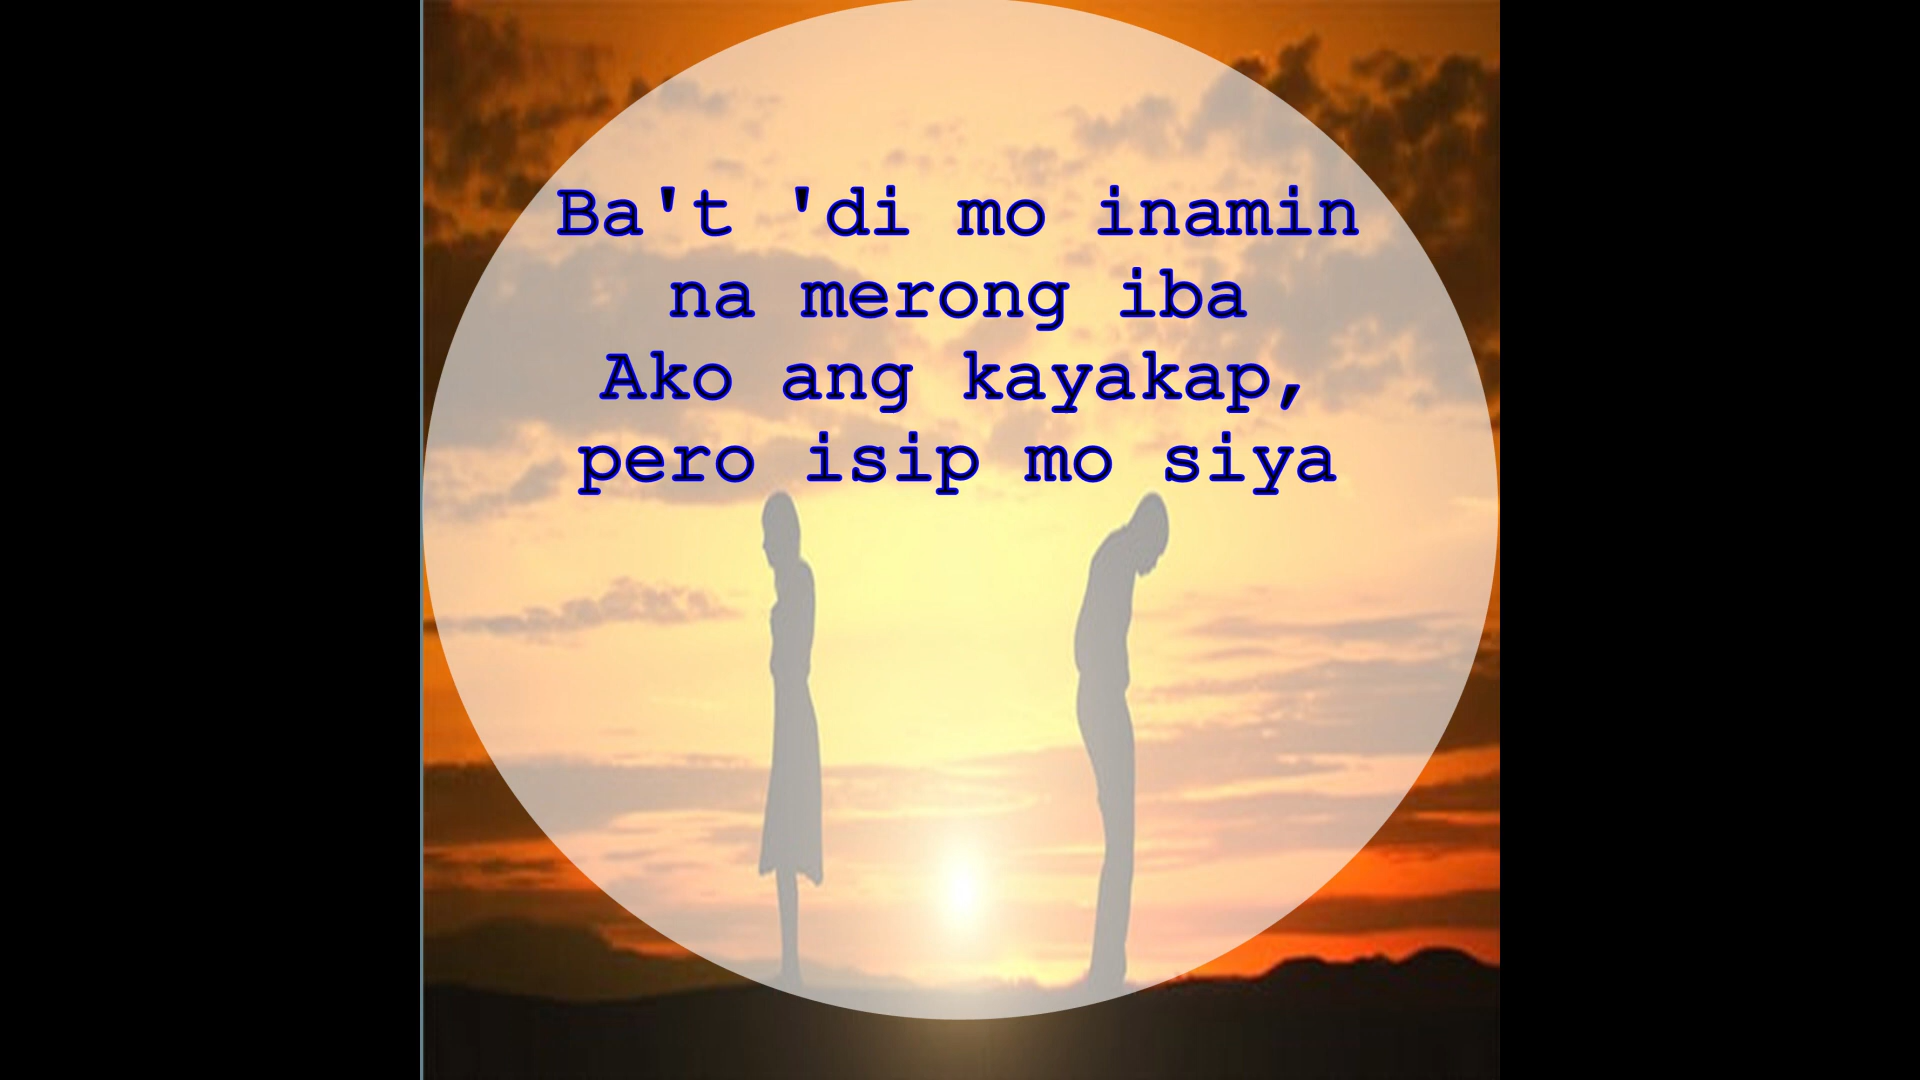 Ba't 'di mo inamin
na merong iba
Ako ang kayakap,
pero isip mo siya